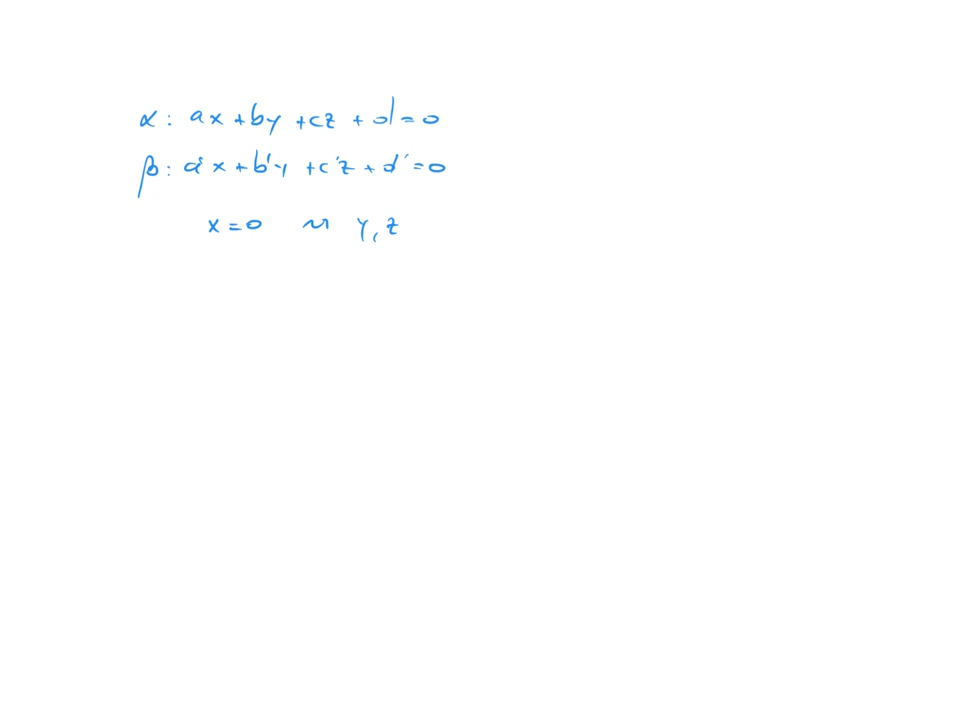 α: ax + by + cz + d = 0
β: a'x + b'y + c'z + d' = 0
x = 0 ⇝ y, z